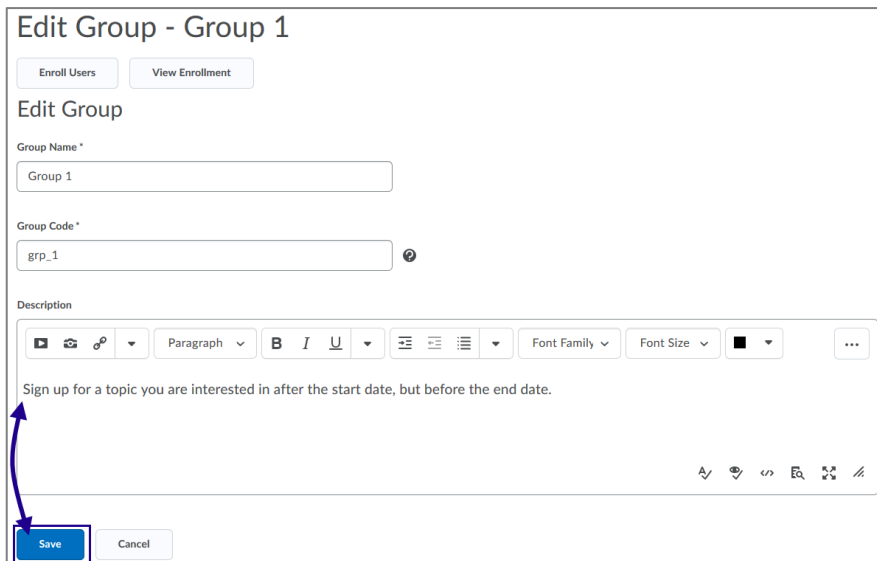 Edit Group - Group 1
Enroll Users View Enrollment
Edit Group
Group Name *
Group 1
Group Code *
grp_1
Description
Paragraph B I U Font Family Font Size ...
Sign up for a topic you are interested in after the start date, but before the end date.
Save Cancel